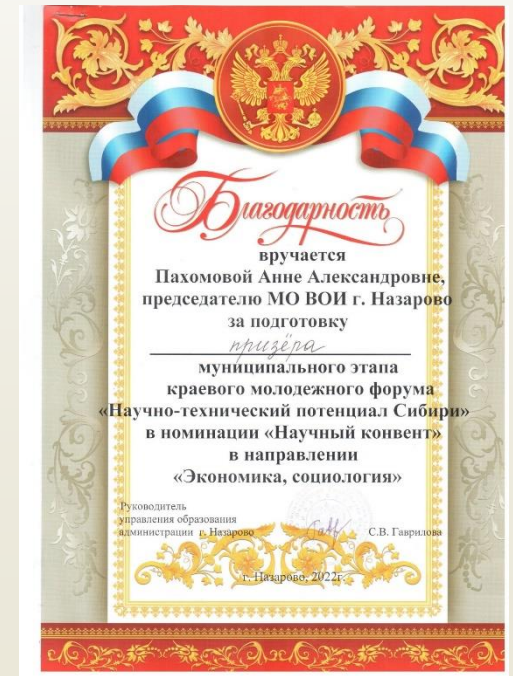 Благодарность
вручается
Пахомовой Анне Александровне,
председателю МО ВОИ г. Назарово
за подготовку
призёра
муниципального этапа
краевого молодежного форума
«Научно-технический потенциал Сибири»
в номинации «Научный конвент»
в направлении
«Экономика, социология»
Руководитель
управления образования
администрации г. Назарово С.В. Гаврилова
г. Назарово, 2022г.